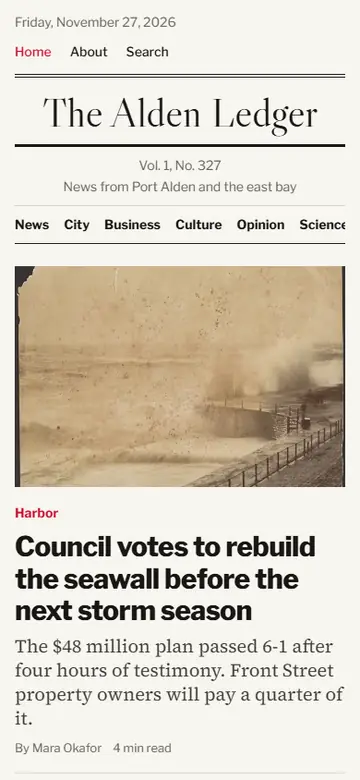 Friday, November 27, 2026
Home About Search
The Alden Ledger
Vol. 1, No. 327
News from Port Alden and the east bay
News City Business Culture Opinion Science
Harbor
Council votes to rebuild
the seawall before the
next storm season
The $48 million plan passed 6-1 after
four hours of testimony. Front Street
property owners will pay a quarter of
it.
By Mara Okafor 4 min read